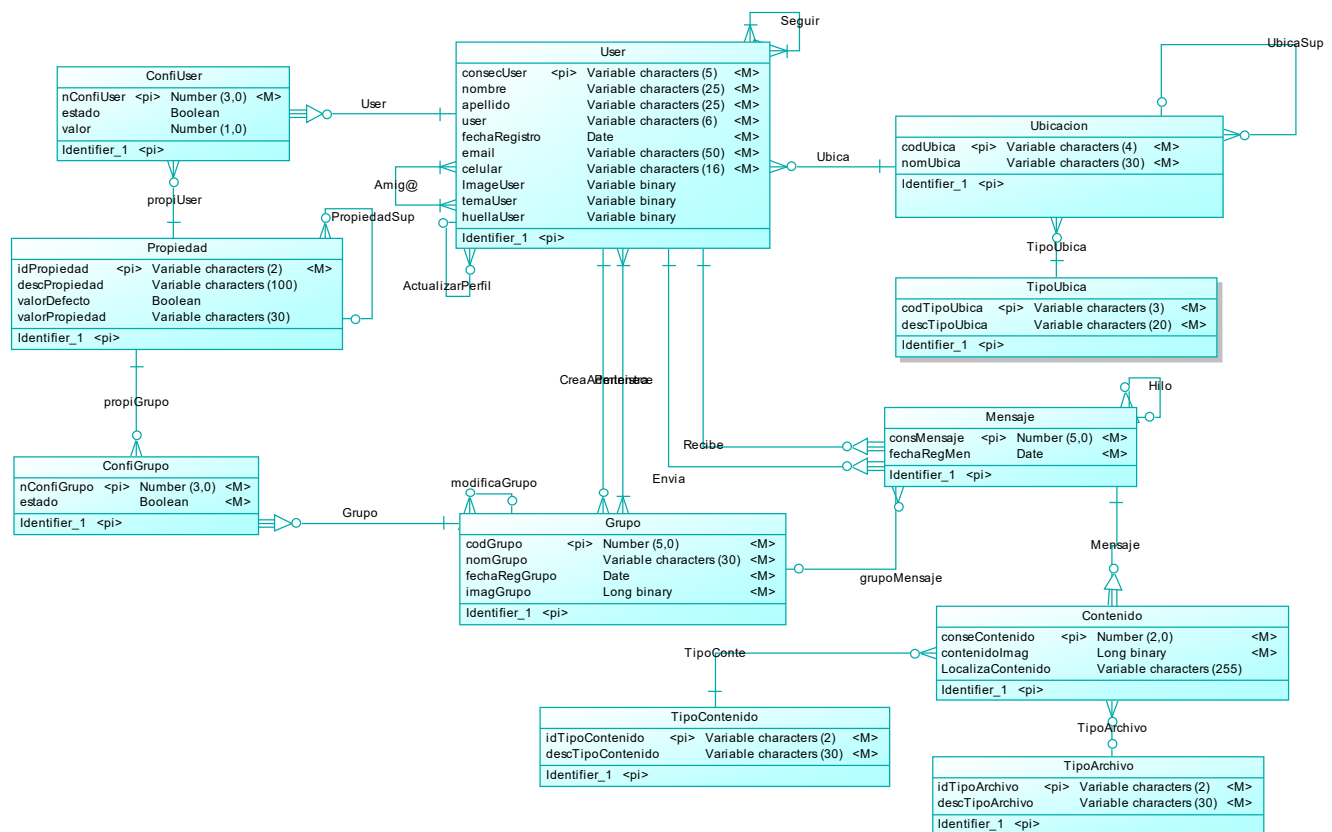 Seguir
User
consecUser <pi> Variable characters (5) <M>
nombre Variable characters (25) <M>
apellido Variable characters (25) <M>
user Variable characters (6) <M>
fechaRegistro Date <M>
email Variable characters (50) <M>
celular Variable characters (16) <M>
ImageUser Variable binary
temaUser Variable binary
huellaUser Variable binary
Identifier_1 <pi>
UbicaSup
ConfiUser
nConfiUser <pi> Number (3,0) <M>
estado Boolean
valor Number (1,0)
Identifier_1 <pi>
User
Ubica
Ubicacion
codUbica <pi> Variable characters (4) <M>
nomUbica Variable characters (30) <M>
Identifier_1 <pi>
Amig@
propiUser
PropiedadSup
ActualizarPerfil
TipoUbica
Propiedad
idPropiedad <pi> Variable characters (2) <M>
descPropiedad Variable characters (100)
valorDefecto Boolean
valorPropiedad Variable characters (30)
Identifier_1 <pi>
TipoUbica
codTipoUbica <pi> Variable characters (3) <M>
descTipoUbica Variable characters (20) <M>
Identifier_1 <pi>
propiGrupo
Hilo
Mensaje
consMensaje <pi> Number (5,0) <M>
fechaRegMen Date <M>
Identifier_1 <pi>
Recibe
Envia
ConfiGrupo
nConfiGrupo <pi> Number (3,0) <M>
estado Boolean <M>
Identifier_1 <pi>
modificaGrupo
Grupo
Grupo
codGrupo <pi> Number (5,0) <M>
nomGrupo Variable characters (30) <M>
fechaRegGrupo Date <M>
imagGrupo Long binary <M>
Identifier_1 <pi>
grupoMensaje
Mensaje
Contenido
conseContenido <pi> Number (2,0) <M>
contenidoImag Long binary <M>
LocalizaContenido Variable characters (255)
Identifier_1 <pi>
TipoConte
TipoContenido
idTipoContenido <pi> Variable characters (2) <M>
descTipoContenido Variable characters (30) <M>
Identifier_1 <pi>
TipoArchivo
TipoArchivo
idTipoArchivo <pi> Variable characters (2) <M>
descTipoArchivo Variable characters (30) <M>
Identifier_1 <pi>